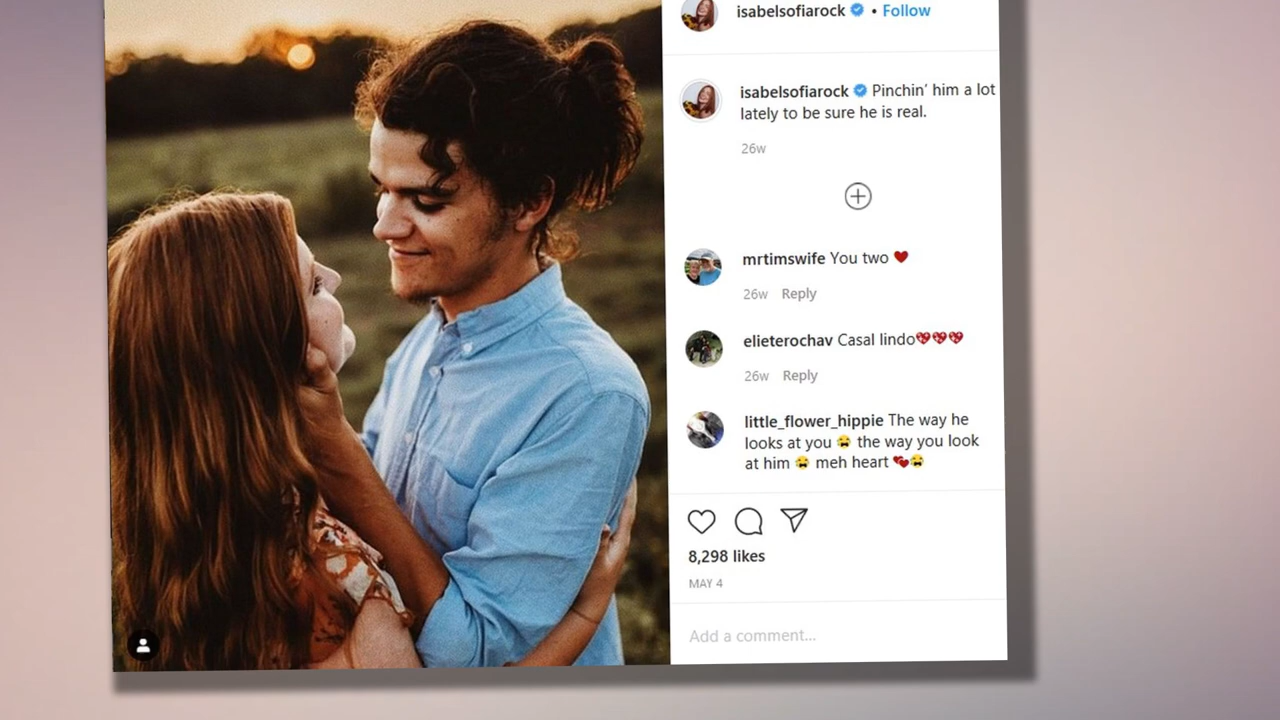 isabelsofiarock • Follow
isabelsofiarock Pinchin' him a lot
lately to be sure he is real.
26w
mrtimswife You two ❤
26w Reply
elieterochav Casal lindo💖💖💖
26w Reply
little_flower_hippie The way he
looks at you 😭 the way you look
at him 😭 meh heart 💕😭
8,298 likes
MAY 4
Add a comment...